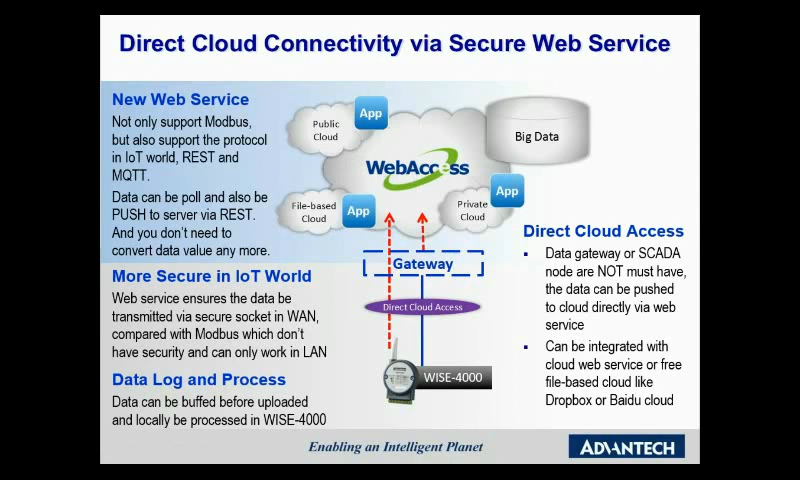 Direct Cloud Connectivity via Secure Web Service
New Web Service
Not only support Modbus,
but also support the protocol
in IoT world, REST and
MQTT.
Data can be poll and also be
PUSH to server via REST.
And you don't need to
convert data value any more.
More Secure in IoT World
Web service ensures the data be
transmitted via secure socket in WAN,
compared with Modbus which don't
have security and can only work in LAN
Data Log and Process
Data can be buffed before uploaded
and locally be processed in WISE-4000
Public
Cloud
App
Big Data
WebAccess
File-based
Cloud
App
Private
Cloud
App
Gateway
Direct Cloud Access
WISE-4000
Direct Cloud Access
Data gateway or SCADA
node are NOT must have,
the data can be pushed
to cloud directly via web
service
Can be integrated with
cloud web service or free
file-based cloud like
Dropbox or Baidu cloud
Enabling an Intelligent Planet
ADVANTECH